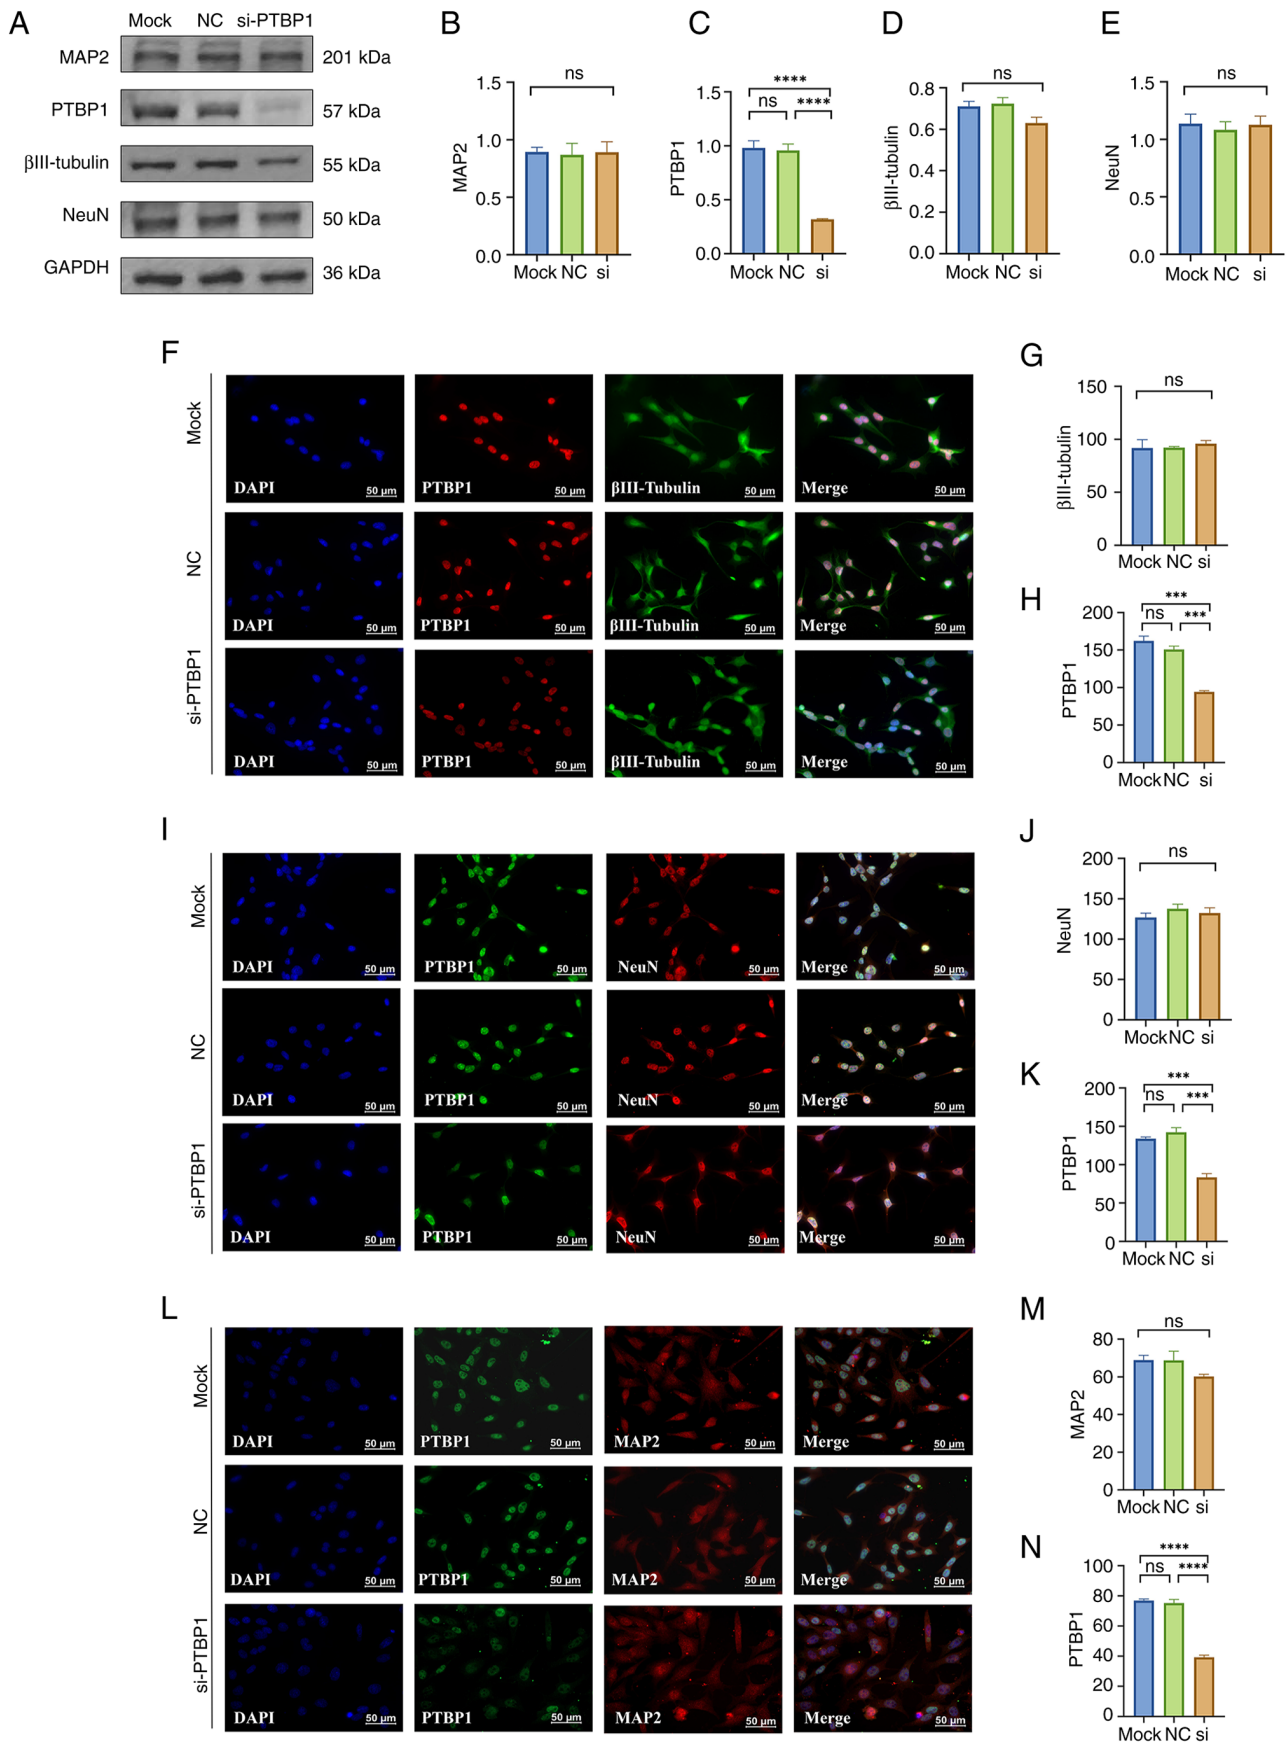 A
Mock NC si-PTBP1
MAP2 201 kDa
PTBP1 57 kDa
βIII-tubulin 55 kDa
NeuN 50 kDa
GAPDH 36 kDa
B
ns
1.5
1.0
0.5
0.0
MAP2
Mock NC si
C
****
ns ****
1.5
1.0
0.5
0.0
PTBP1
Mock NC si
D
ns
0.8
0.6
0.4
0.2
0.0
βIII-tubulin
Mock NC si
E
ns
1.5
1.0
0.5
0.0
NeuN
Mock NC si
F
Mock
DAPI 50 μm PTBP1 50 μm βIII-Tubulin 50 μm Merge 50 μm
NC
DAPI 50 μm PTBP1 50 μm βIII-Tubulin 50 μm Merge 50 μm
si-PTBP1
DAPI 50 μm PTBP1 50 μm βIII-Tubulin 50 μm Merge 50 μm
G
ns
150
100
50
0
βIII-tubulin
Mock NC si
H
***
ns ***
200
150
100
50
0
PTBP1
Mock NC si
I
Mock
DAPI 50 μm PTBP1 50 μm NeuN 50 μm Merge 50 μm
NC
DAPI 50 μm PTBP1 50 μm NeuN 50 μm Merge 50 μm
si-PTBP1
DAPI 50 μm PTBP1 50 μm NeuN 50 μm Merge 50 μm
J
ns
200
150
100
50
0
NeuN
Mock NC si
K
***
ns ***
200
150
100
50
0
PTBP1
Mock NC si
L
Mock
DAPI 50 μm PTBP1 50 μm MAP2 50 μm Merge 50 μm
NC
DAPI 50 μm PTBP1 50 μm MAP2 50 μm Merge 50 μm
si-PTBP1
DAPI 50 μm PTBP1 50 μm MAP2 50 μm Merge 50 μm
M
ns
80
60
40
20
0
MAP2
Mock NC si
N
****
ns ****
100
80
60
40
20
0
PTBP1
Mock NC si